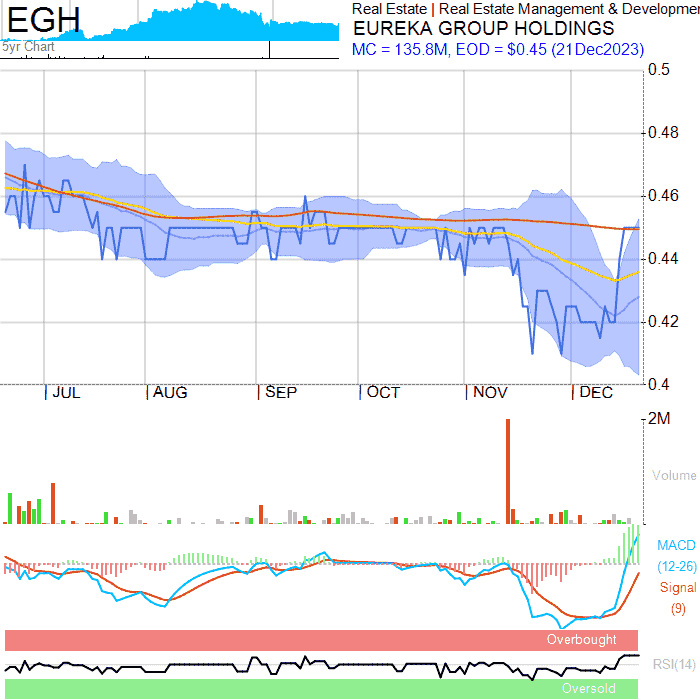 EGH
5yr Chart
Real Estate | Real Estate Management & Developmen
EUREKA GROUP HOLDINGS
MC = 135.8M, EOD = $0.45 (21Dec2023)
0.5
0.48
0.46
0.44
0.42
0.4
JUL AUG SEP OCT NOV DEC
2M
Volume
MACD
(12-26)
Signal
(9)
Overbought
RSI(14)
Oversold